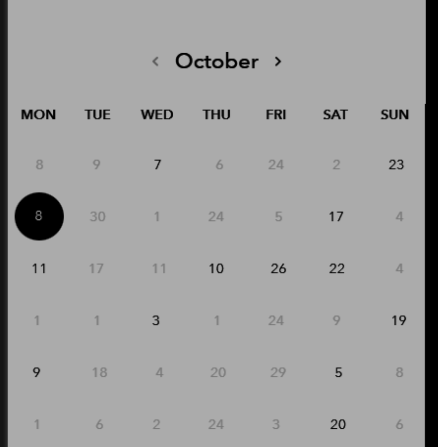 ‹ October ›
MON TUE WED THU FRI SAT SUN
8 9 7 6 24 2 23
8 30 1 24 5 17 4
11 17 11 10 26 22 4
1 1 3 1 24 9 19
9 18 4 20 29 5 8
1 6 2 24 3 20 6